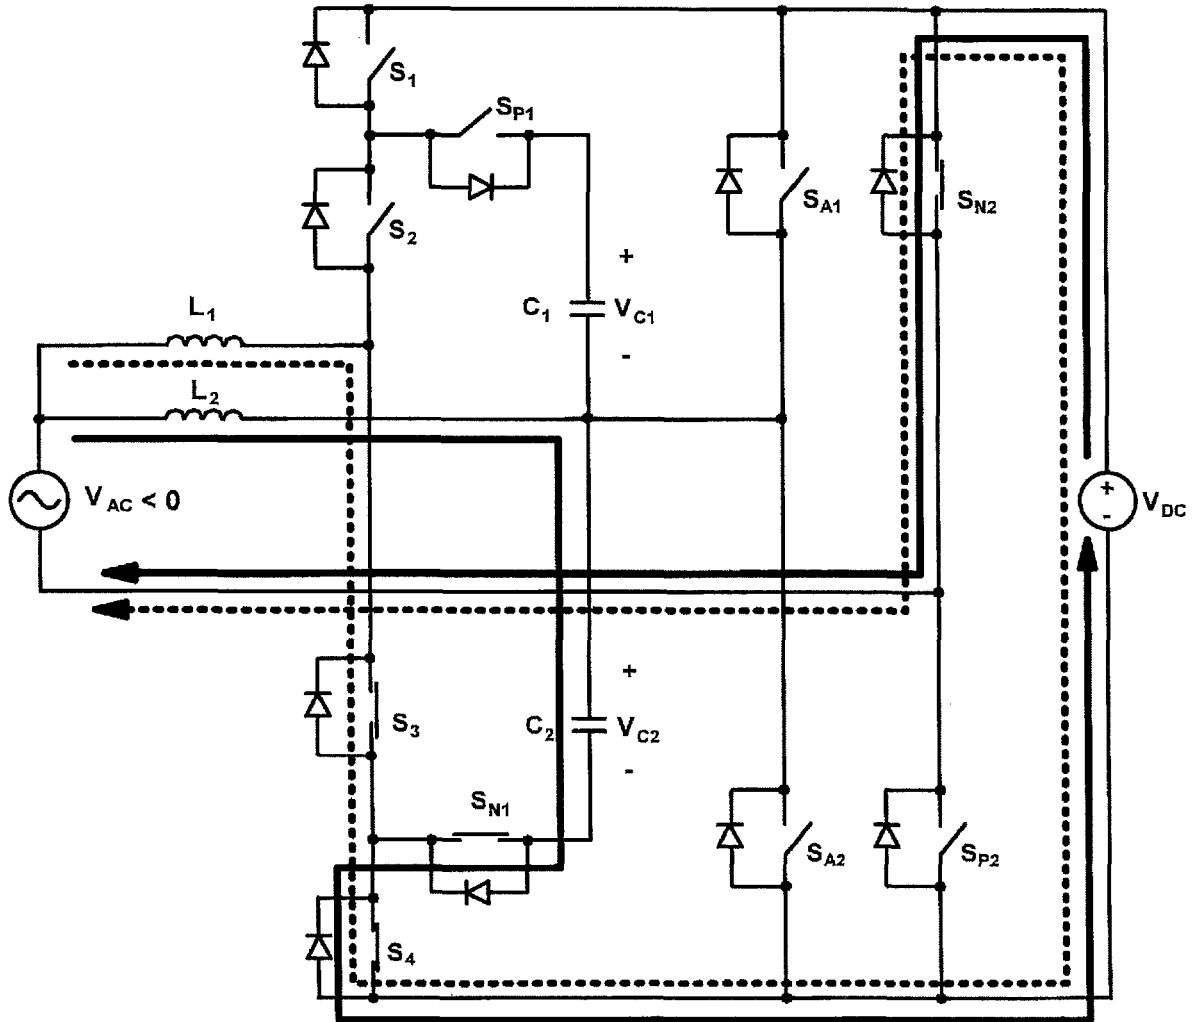 S1
SP1
S2
SA1
SN2
+
C1
VC1
-
L1
L2
VAC < 0
+
-
VDC
S3
+
C2
VC2
-
SN1
SA2
SP2
S4